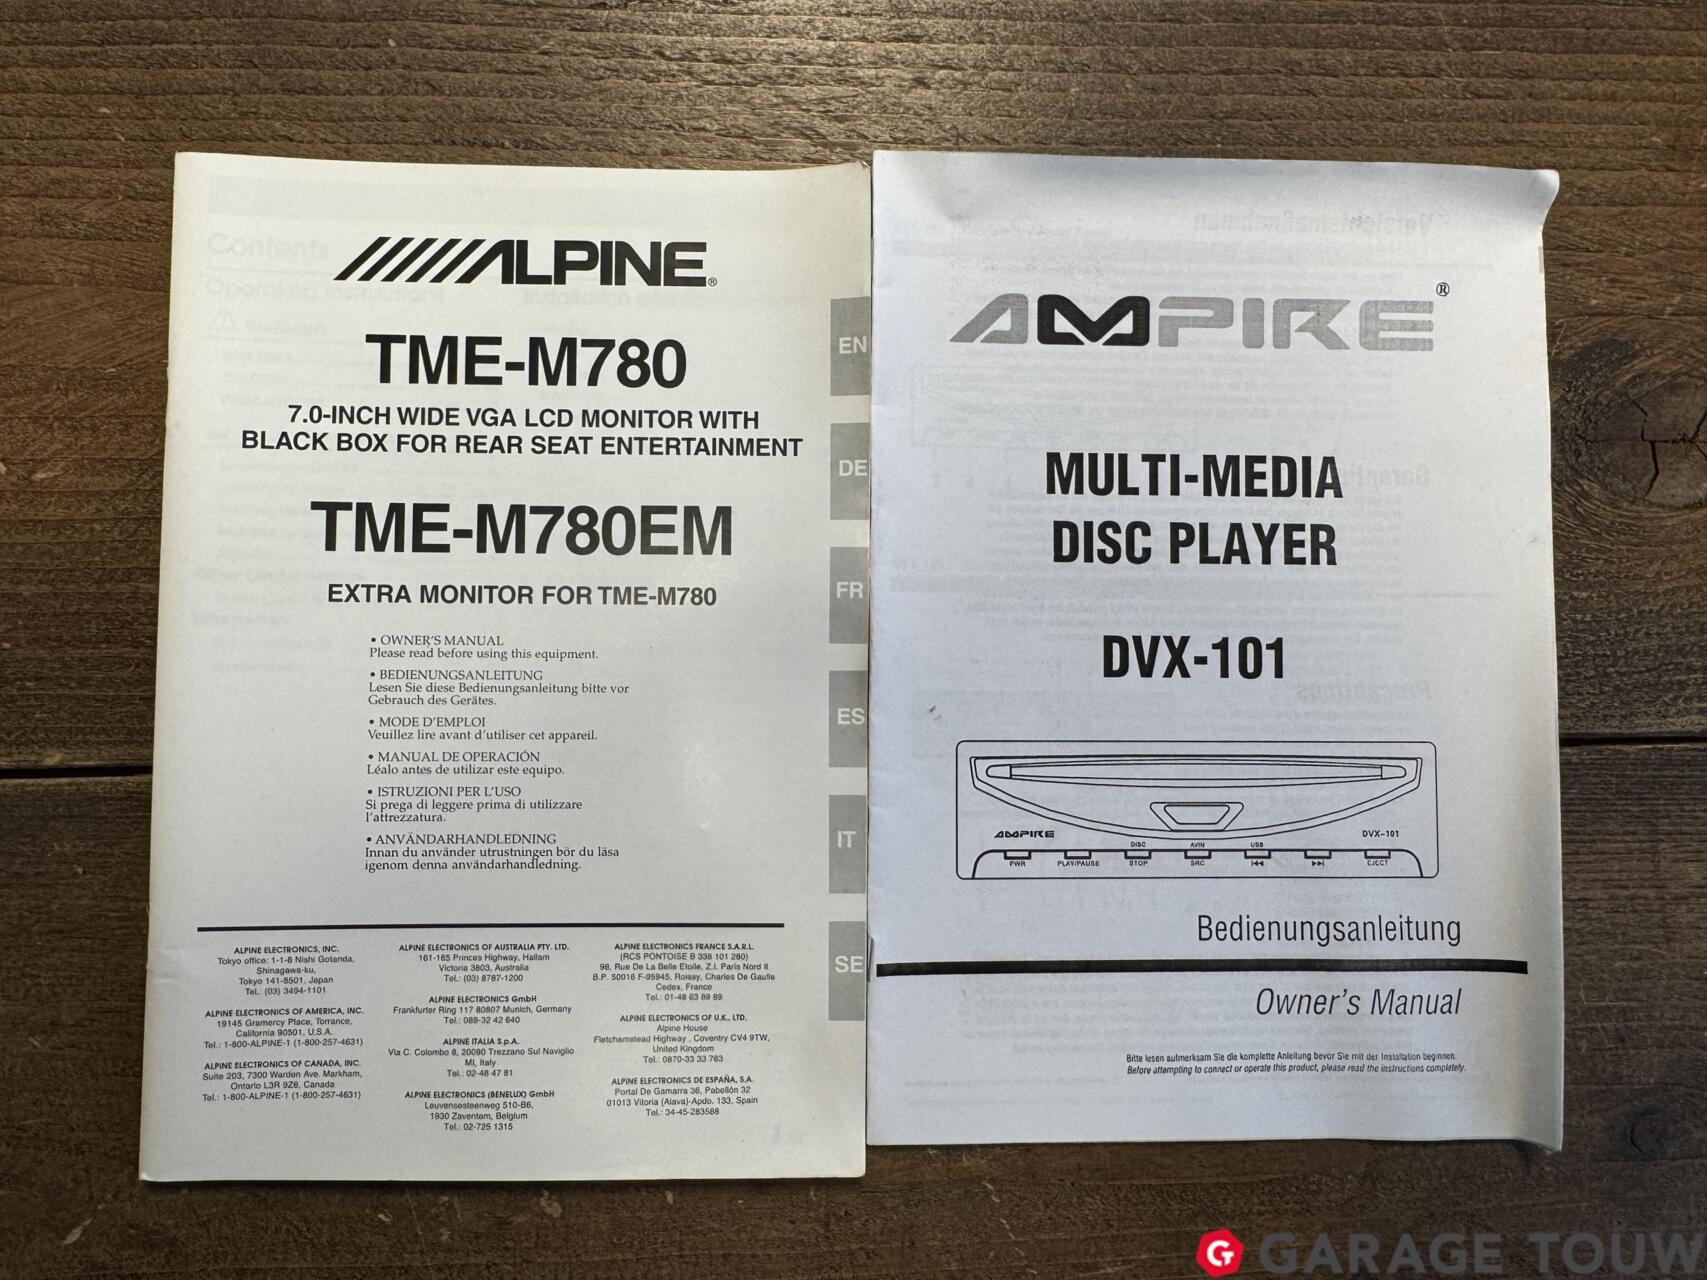 ALPINE®
TME-M780
7.0-INCH WIDE VGA LCD MONITOR WITH
BLACK BOX FOR REAR SEAT ENTERTAINMENT
TME-M780EM
EXTRA MONITOR FOR TME-M780
• OWNER'S MANUAL
Please read before using this equipment.
• BEDIENUNGSANLEITUNG
Lesen Sie diese Bedienungsanleitung bitte vor
Gebrauch des Gerätes.
• MODE D'EMPLOI
Veuillez lire avant d'utiliser cet appareil.
• MANUAL DE OPERACIÓN
Léalo antes de utilizar este equipo.
• ISTRUZIONI PER L'USO
Si prega di leggere prima di utilizzare
l'attrezzatura.
• ANVÄNDARHANDLEDNING
Innan du använder utrustningen bör du läsa
igenom denna användarhandledning.
EN
DE
FR
ES
IT
SE
ALPINE ELECTRONICS, INC.
Tokyo office: 1-1-8 Nishi Gotanda,
Shinagawa-ku,
Tokyo 141-8501, Japan
Tel.: (03) 3494-1101
ALPINE ELECTRONICS OF AMERICA, INC.
19145 Gramercy Place, Torrance,
California 90501, U.S.A.
Tel.: 1-800-ALPINE-1 (1-800-257-4631)
ALPINE ELECTRONICS OF CANADA, INC.
Suite 203, 7300 Warden Ave. Markham,
Ontario L3R 9Z6, Canada
Tel.: 1-800-ALPINE-1 (1-800-257-4631)
ALPINE ELECTRONICS OF AUSTRALIA PTY. LTD.
161-165 Princes Highway, Hallam
Victoria 3803, Australia
Tel.: (03) 8787-1200
ALPINE ELECTRONICS GmbH
Frankfurter Ring 117 80807 Munich, Germany
Tel.: 089-32 42 640
ALPINE ITALIA S.p.A.
Via C. Colombo 8, 20090 Trezzano Sul Naviglio
MI, Italy
Tel.: 02-48 47 81
ALPINE ELECTRONICS (BENELUX) GmbH
Leuvensesteenweg 510-B6,
1930 Zaventem, Belgium
Tel.: 02-725 1315
ALPINE ELECTRONICS FRANCE S.A.R.L.
(RCS PONTOISE B 338 101 280)
98, Rue De La Belle Etoile, Z.I. Paris Nord II
B.P. 50016 F-95945, Roissy, Charles De Gaulle
Cedex, France
Tel.: 01-48 63 89 89
ALPINE ELECTRONICS OF U.K., LTD.
Alpine House
Fletchamstead Highway, Coventry CV4 9TW,
United Kingdom
Tel.: 0870-33 33 763
ALPINE ELECTRONICS DE ESPAÑA, S.A.
Portal De Gamarra 36, Pabellón 32
01013 Vitoria (Alava)-Apdo. 133, Spain
Tel.: 34-45-283588
AMPIRE®
MULTI-MEDIA
DISC PLAYER
DVX-101
AMPIRE
DVX-101
DISC AVIN USB
PWR PLAY/PAUSE STOP SRC EJECT
Bedienungsanleitung
Owner's Manual
Bitte lesen aufmerksam Sie die komplette Anleitung bevor Sie mit der Installation beginnen.
Before attempting to connect or operate this product, please read the instructions completely.
GARAGE TOUW